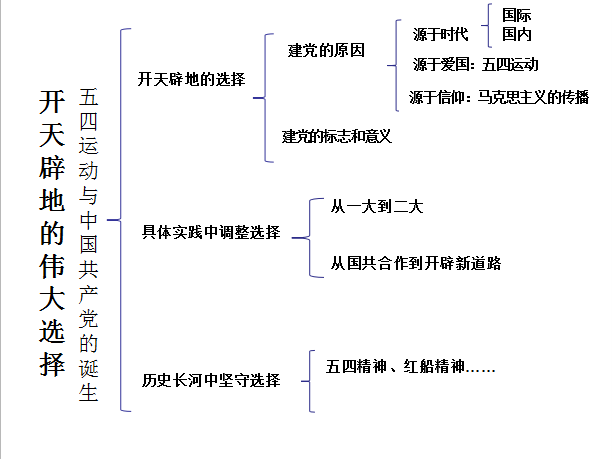 开天辟地的伟大选择
五四运动与中国共产党的诞生
开天辟地的选择
建党的原因
源于时代
国际
国内
源于爱国：五四运动
源于信仰：马克思主义的传播
建党的标志和意义
具体实践中调整选择
从一大到二大
从国共合作到开辟新道路
历史长河中坚守选择
五四精神、红船精神……